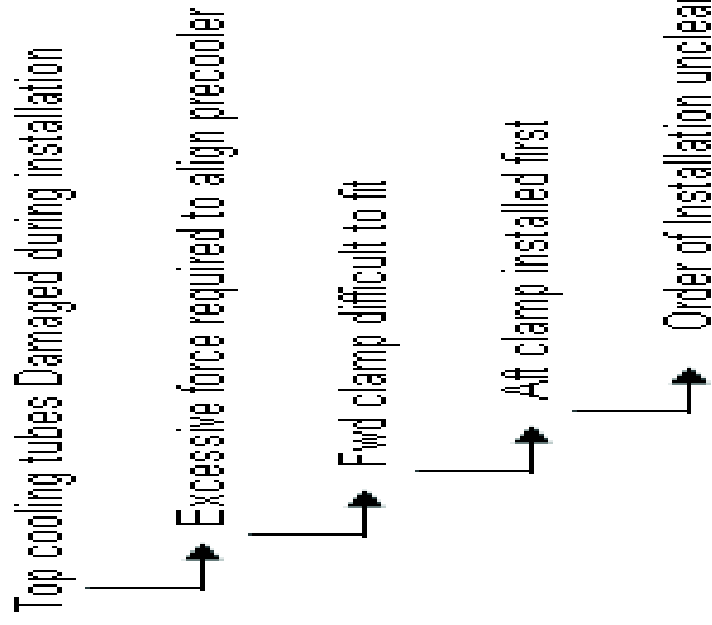 Top cooling tubes Damaged during installation
Excessive force required to align precooler
Fwd clamp difficult to fit
Aft clamp installed first
Order of Installation unclear